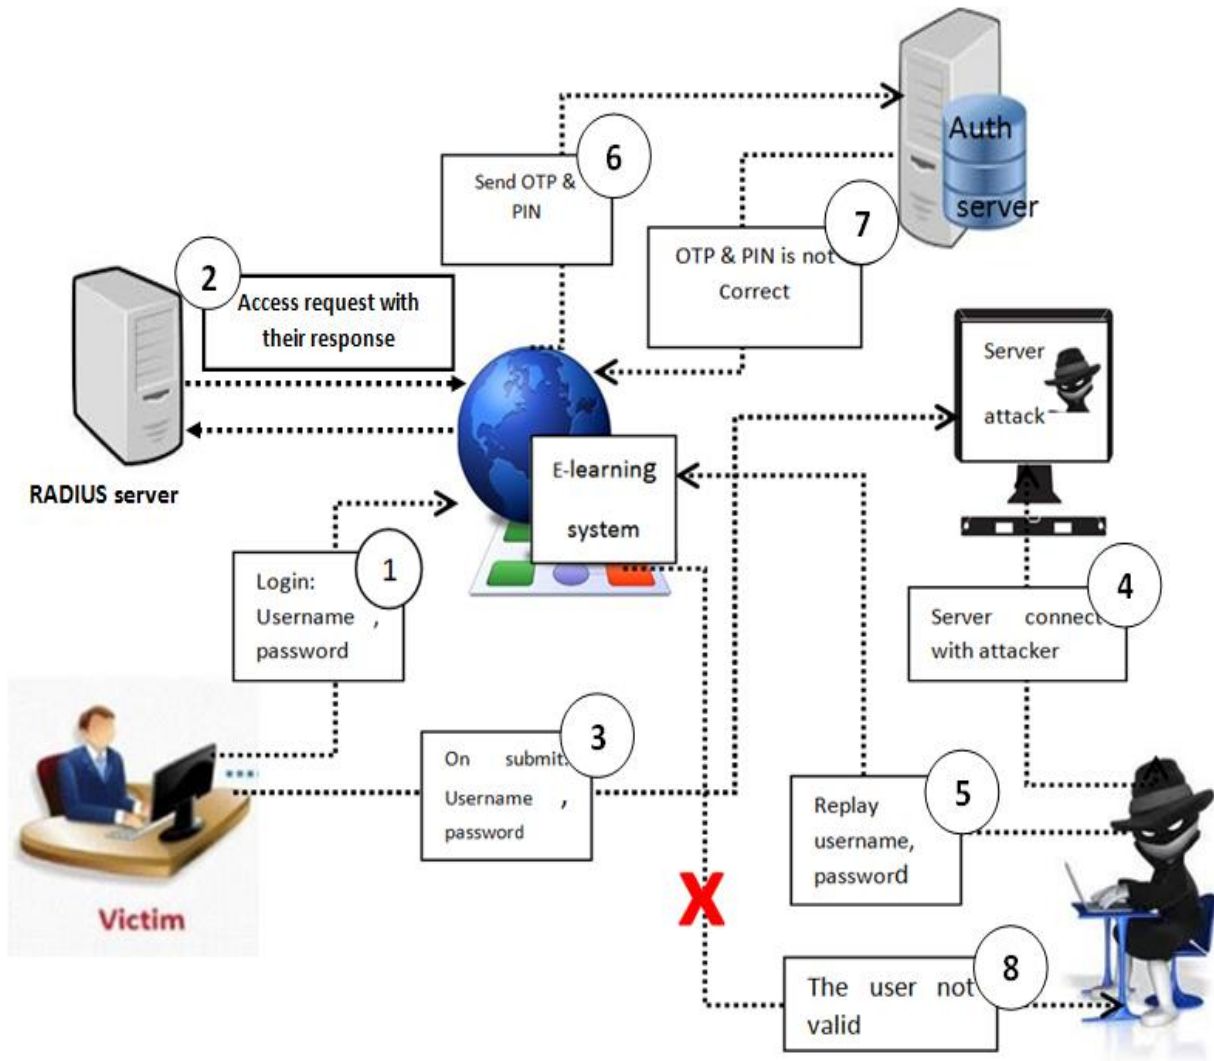 Auth
server
6
Send OTP &
PIN
7
OTP & PIN is not
Correct
2
Access request with
their response
RADIUS server
Server
attack
E-learning
system
1
Login:
Username ,
password
4
Server connect
with attacker
3
On submit:
Username ,
password
5
Replay
username,
password
Victim
X
8
The user not
valid